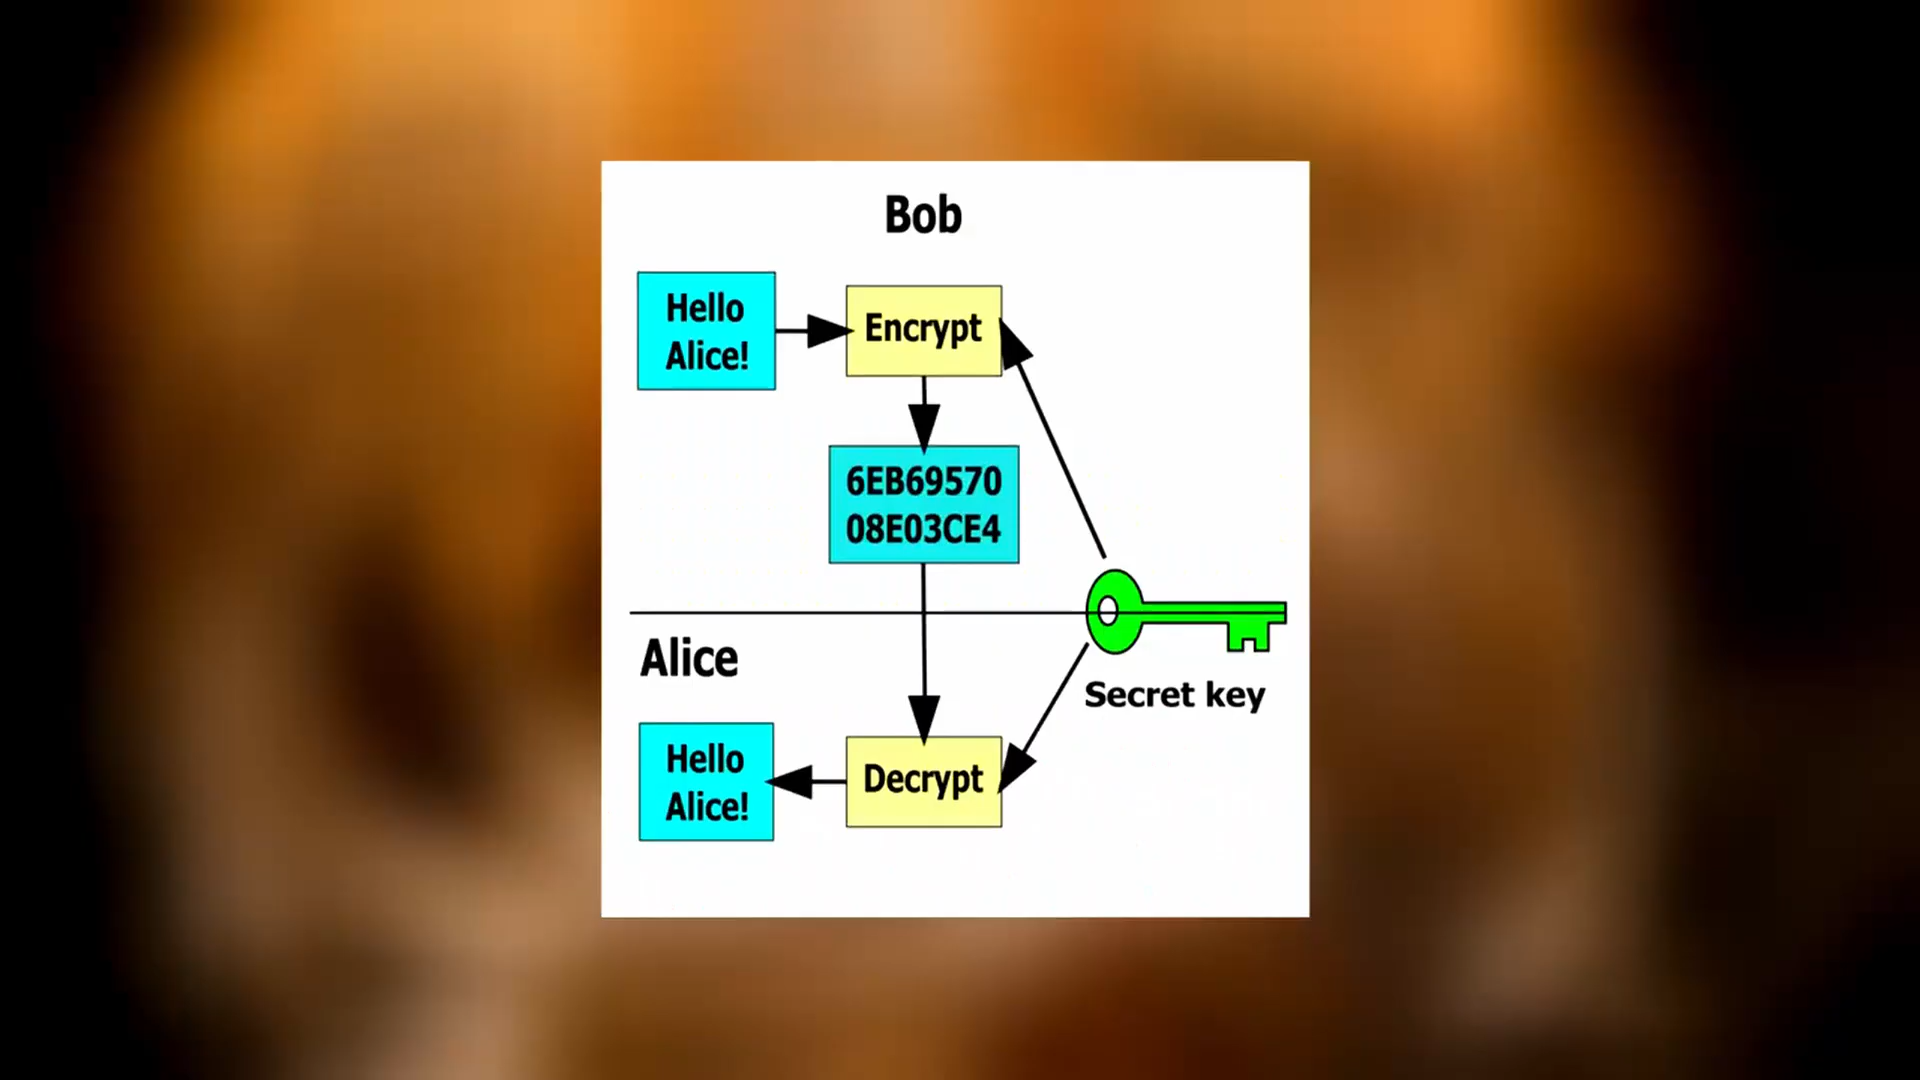 Bob
Hello
Alice!
Encrypt
6EB69570
08E03CE4
Alice
Secret key
Hello
Alice!
Decrypt